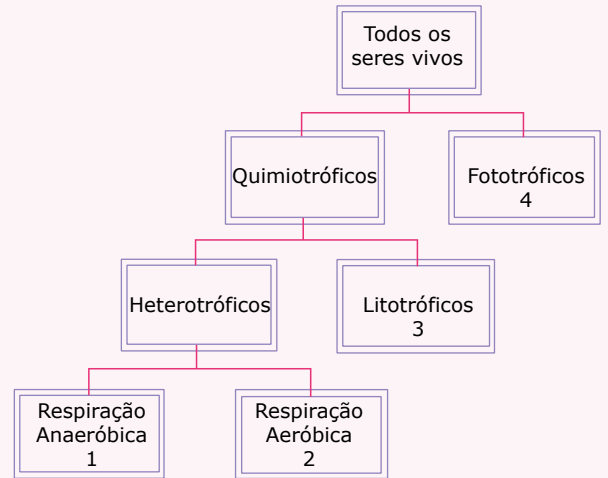 Todos os
seres vivos
Quimiotróficos
Fototróficos
4
Heterotróficos
Litotróficos
3
Respiração
Anaeróbica
1
Respiração
Aeróbica
2